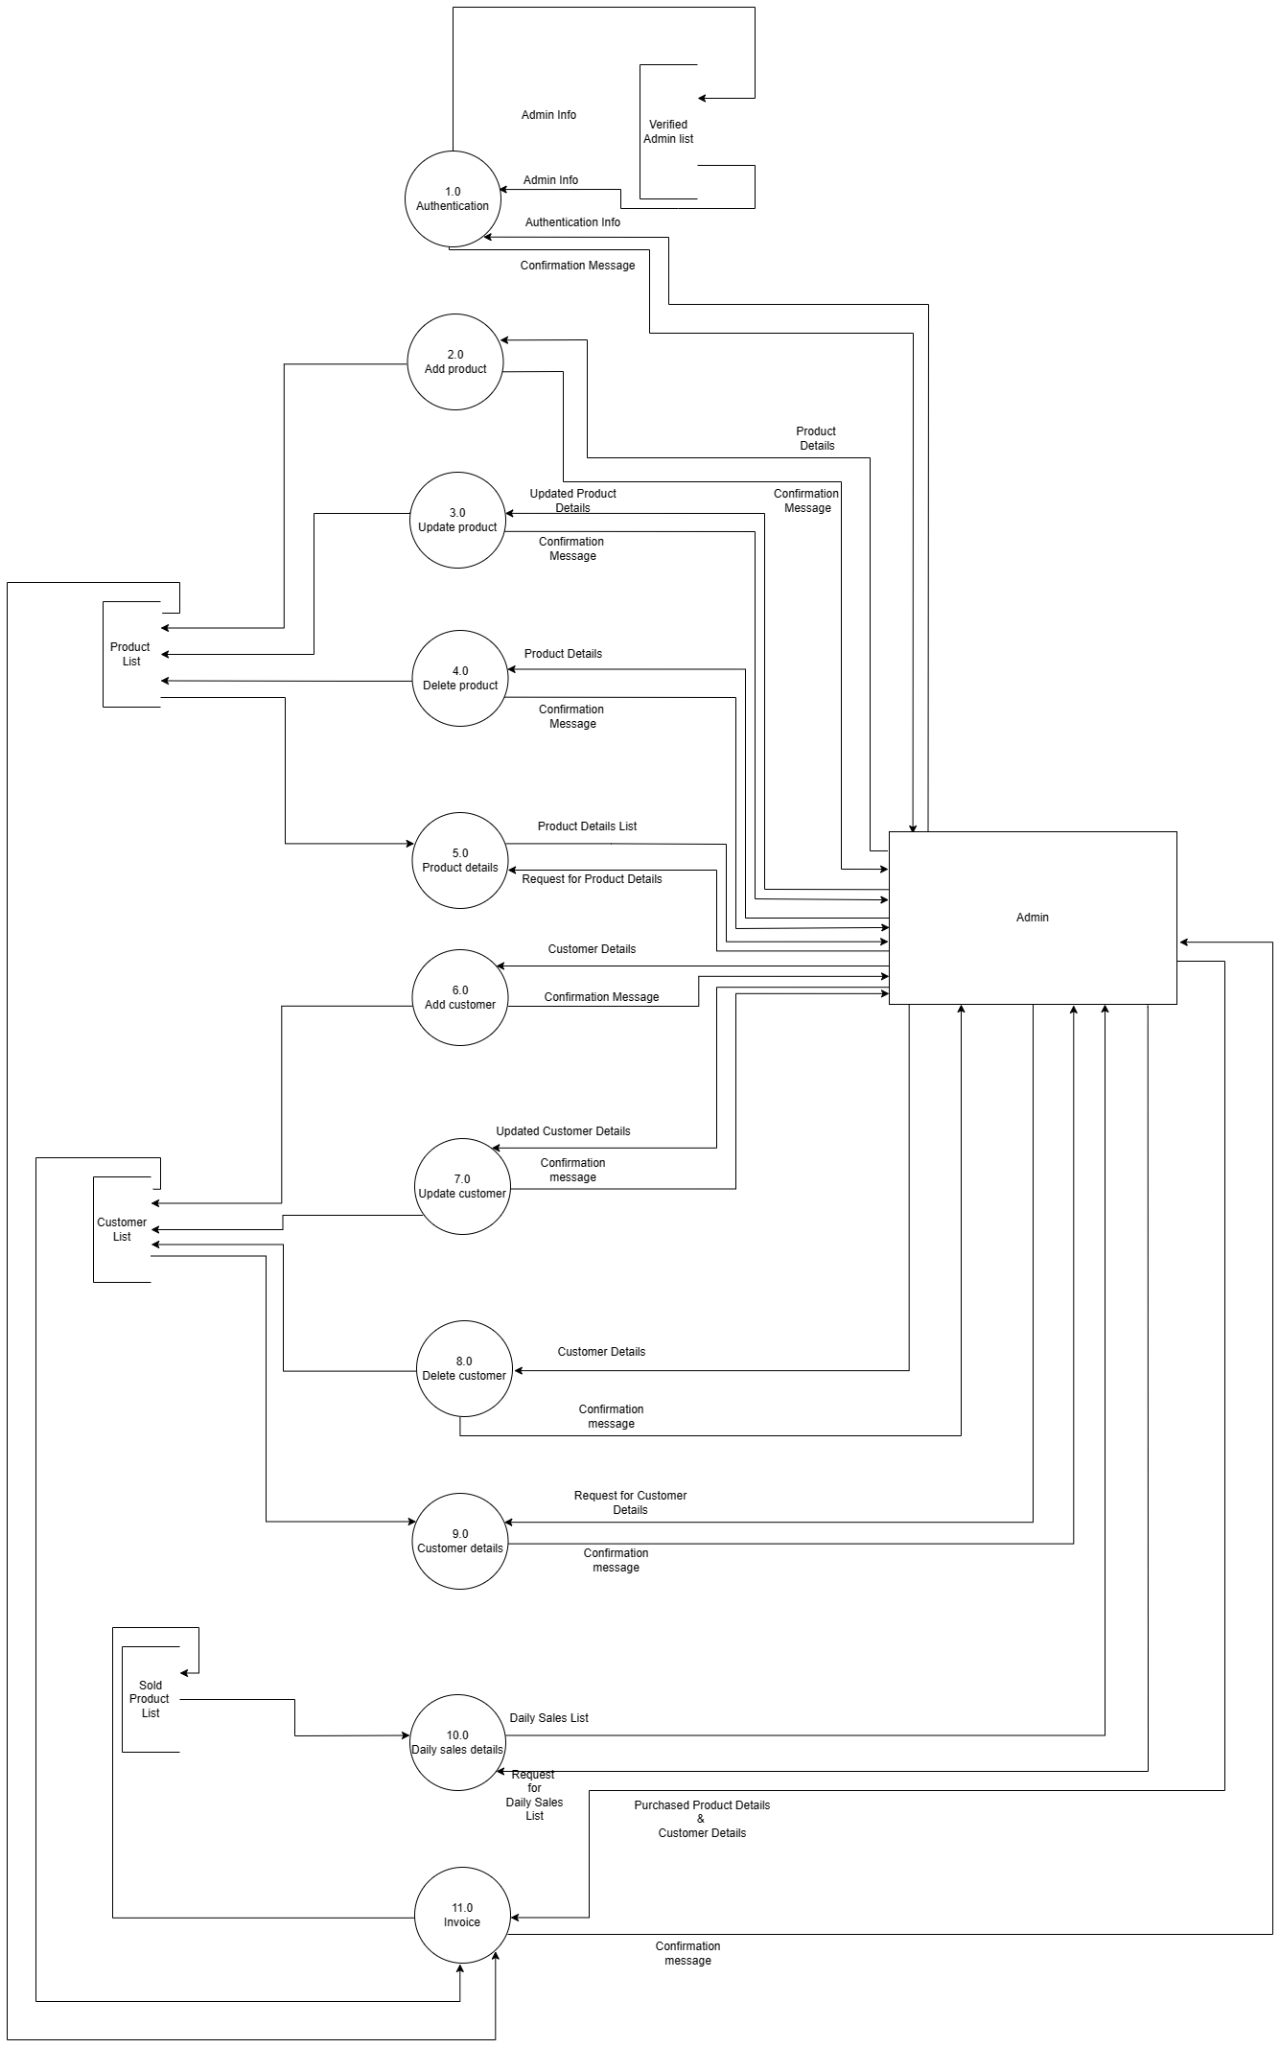 Admin Info
Verified
Admin list
Admin Info
1.0
Authentication
Authentication Info
Confirmation Message
2.0
Add product
Product
Details
Updated Product
Details
Confirmation
Message
3.0
Update product
Confirmation
Message
Product
List
Product Details
4.0
Delete product
Confirmation
Message
Product Details List
5.0
Product details
Request for Product Details
Admin
Customer Details
6.0
Add customer
Confirmation Message
Updated Customer Details
Confirmation
message
7.0
Update customer
Customer
List
Customer Details
8.0
Delete customer
Confirmation
message
Request for Customer
Details
9.0
Customer details
Confirmation
message
Sold
Product
List
Daily Sales List
10.0
Daily sales details
Request
for
Daily Sales
List
Purchased Product Details
&
Customer Details
11.0
Invoice
Confirmation
message